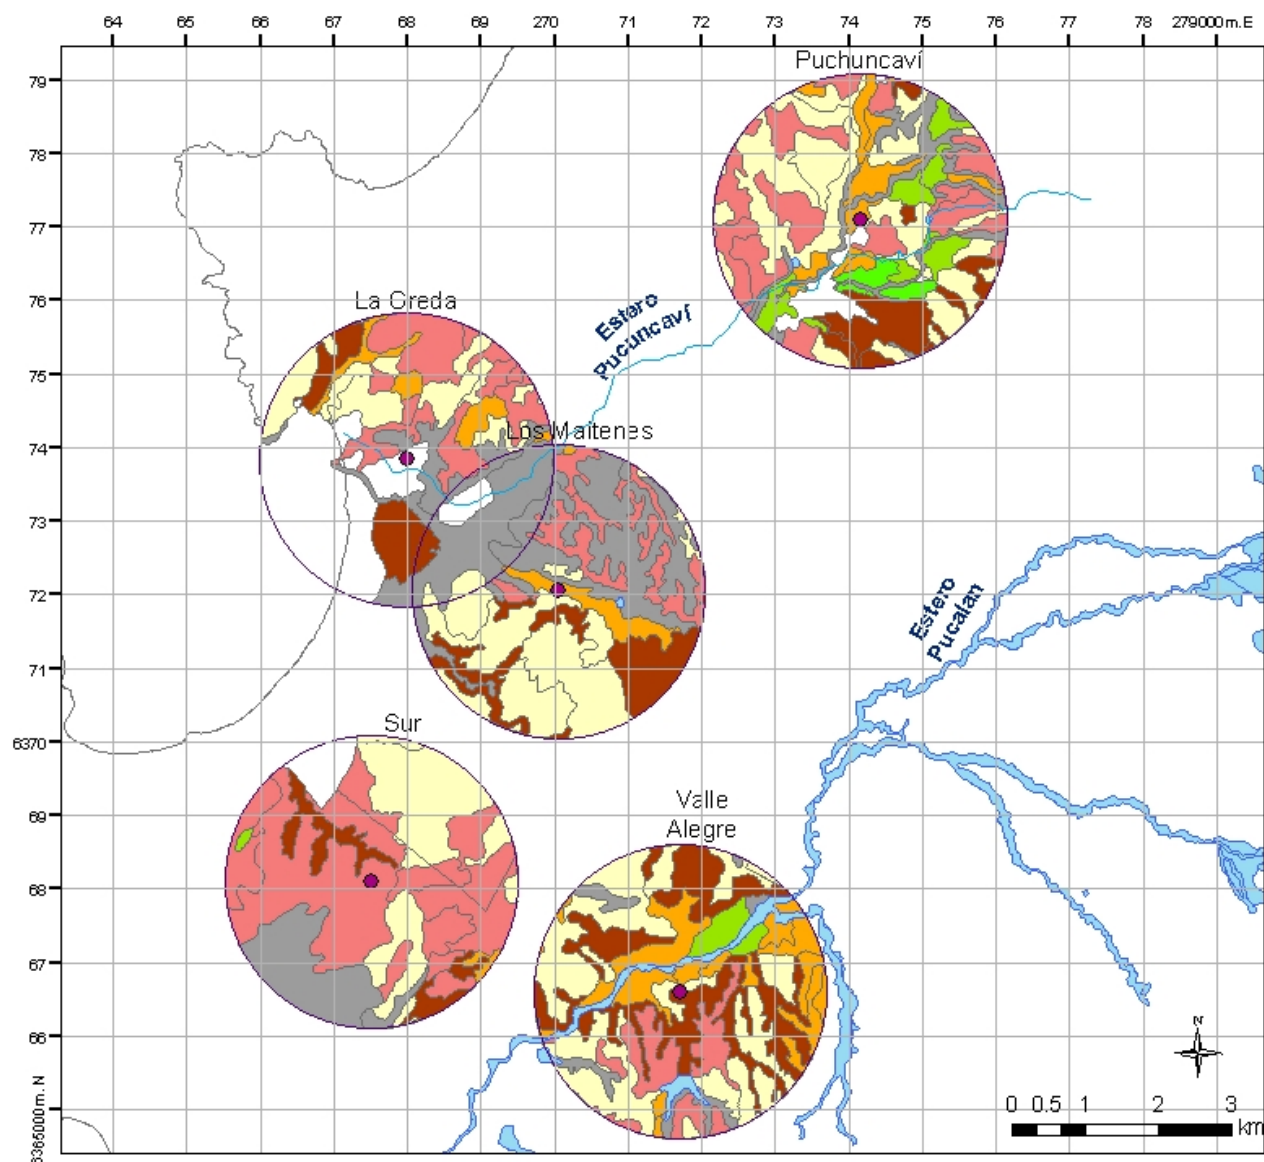 64 65 66 67 68 69 270 71 72 73 74 75 76 77 78 279000 m. E
Puchuncaví
79
78
77
76
La Greda
Estero
Pucuncaví
75
74
Los Maitenes
73
72
Estero
Pucalan
71
6370
Sur
69
Valle
Alegre
68
67
66
N
6365000 m. N
0 0.5 1 2 3
km